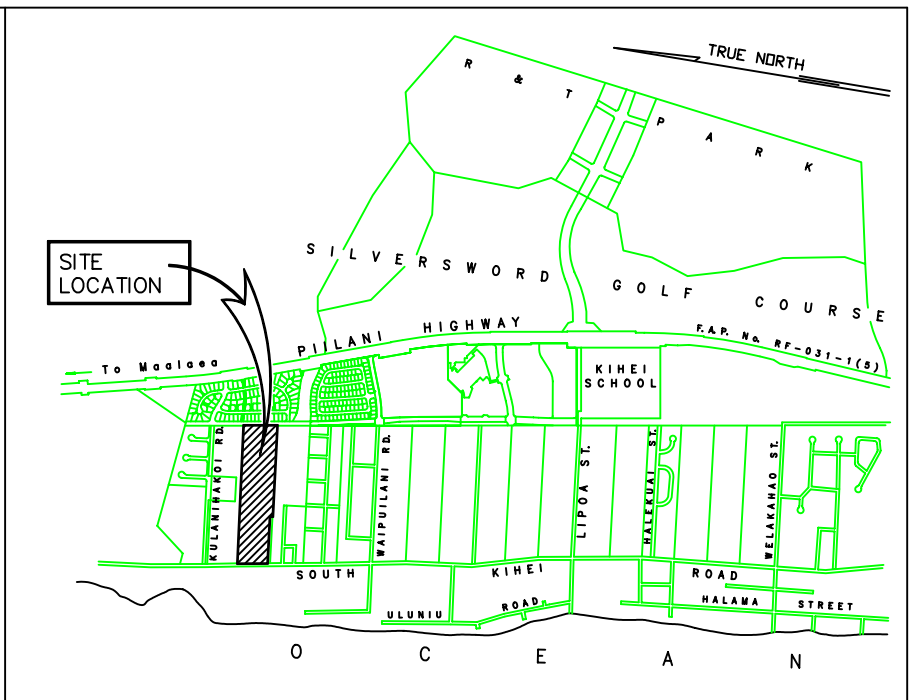 TRUE NORTH
R & T PARK
SITE
LOCATION
SILVERSWORD GOLF COURSE
PIILANI HIGHWAY
F.A.P. No. RF-031-1(5)
To Maalaea
KIHEI
SCHOOL
KULANIHAKOI RD.
WAIPUILANI RD.
LIPOA ST.
HALEKUAI ST.
WELAKAHAO ST.
SOUTH KIHEI ROAD
HALAMA STREET
ULUNIU ROAD
OCEAN